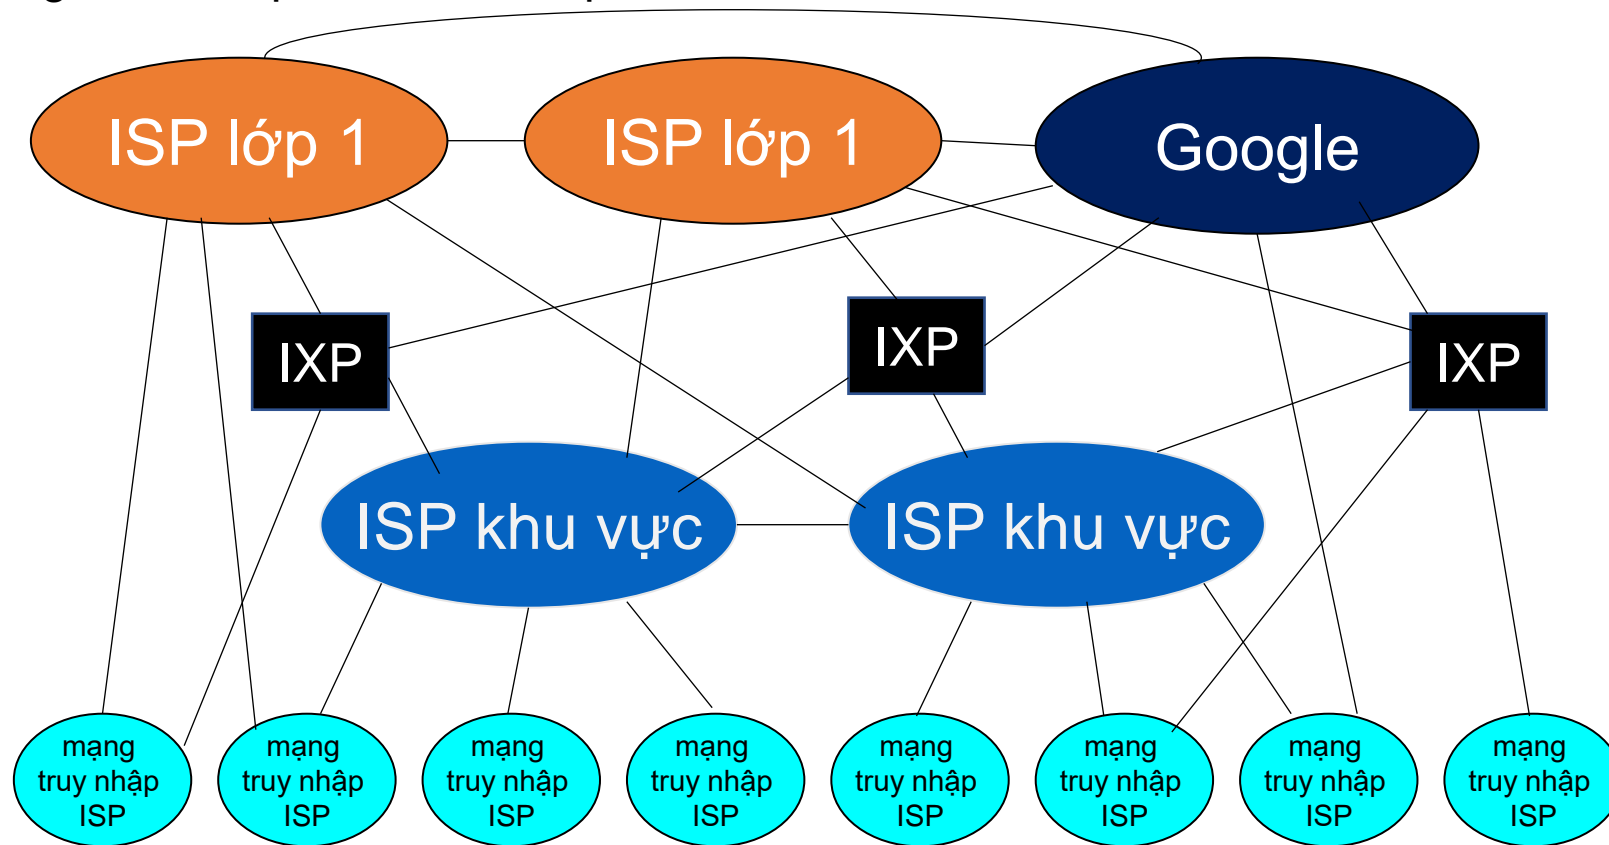 ISP lớp 1
ISP lớp 1
Google
IXP
IXP
IXP
ISP khu vực
ISP khu vực
mạng
truy nhập
ISP
mạng
truy nhập
ISP
mạng
truy nhập
ISP
mạng
truy nhập
ISP
mạng
truy nhập
ISP
mạng
truy nhập
ISP
mạng
truy nhập
ISP
mạng
truy nhập
ISP